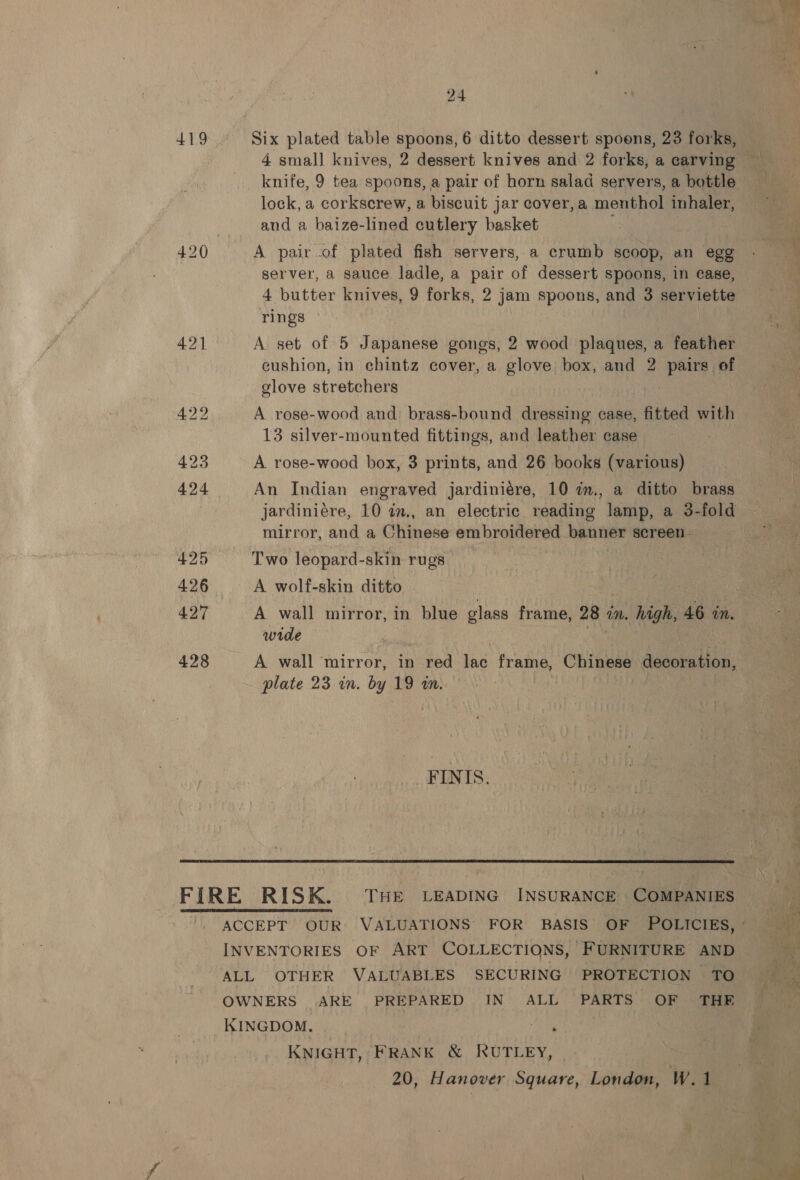 24
419 Six plated table spoons, 6 ditto dessert spoons, 23 forks,
4 small knives, 2 dessert knives and 2 forks, a carving
knife, 9 tea spoons, a pair of horn salad servers, a bottle
lock, a corkscrew, a biscuit jar cover, a menthol inhaler,
and a baize-lined cutlery basket
420 A pair of plated fish servers, a crumb scoop, an egg
server, a sauce ladle, a pair of dessert spoons, in case,
4 butter knives, 9 forks, 2 jam spoons, and 3 serviette
rings
421 A set of 5 Japanese gongs, 2 wood plaques, a feather
cushion, in chintz cover, a glove box, and 2 pairs of
glove stretchers
422 A rose-wood and brass-bound dressing case, fitted with
13 silver-mounted fittings, and leather case
423 A rose-wood box, 3 prints, and 26 books (various)
424 An Indian engraved jardiniére, 10 in., a ditto brass
jardiniére, 10 in., an electric reading lamp, a 3-fold
mirror, and a Chinese embroidered banner screen
425 Two leopard-skin rugs
426 A wolf-skin ditto
427 A wall mirror, in blue glass frame, 28 in. high, 46 in.
wide
428 A wall mirror, in red lac frame, Chinese decoration,
plate 23 in. by 19 in.
FINIS.
FIRE RISK. THE LEADING INSURANCE COMPANIES
ACCEPT OUR VALUATIONS FOR BASIS OF POLICIES,
INVENTORIES OF ART COLLECTIONS, FURNITURE AND
ALL OTHER VALUABLES SECURING PROTECTION TO
OWNERS ARE PREPARED IN ALL PARTS OF THE
KINGDOM.
KNIGHT, FRANK & RUTLEY,
20, Hanover Square, London, W. 1